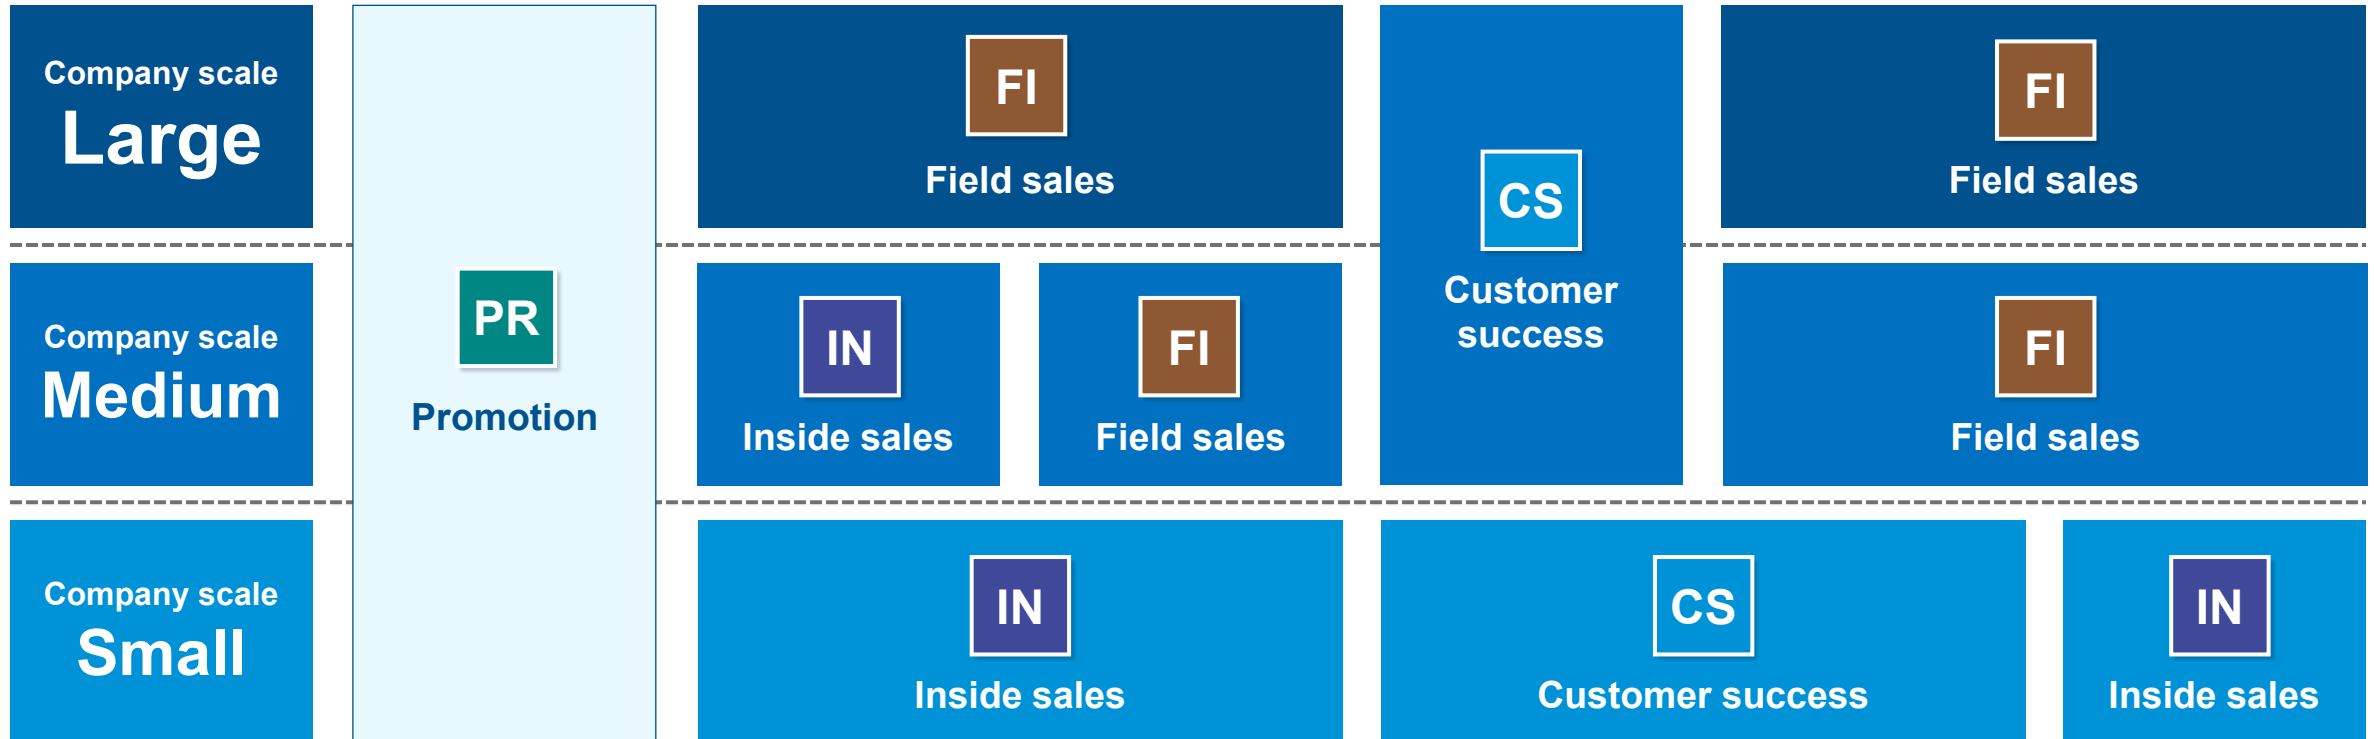 Company scale
Large
FI
Field sales
CS
Customer
success
FI
Field sales
Company scale
Medium
PR
Promotion
IN
Inside sales
FI
Field sales
FI
Field sales
Company scale
Small
IN
Inside sales
CS
Customer success
IN
Inside sales